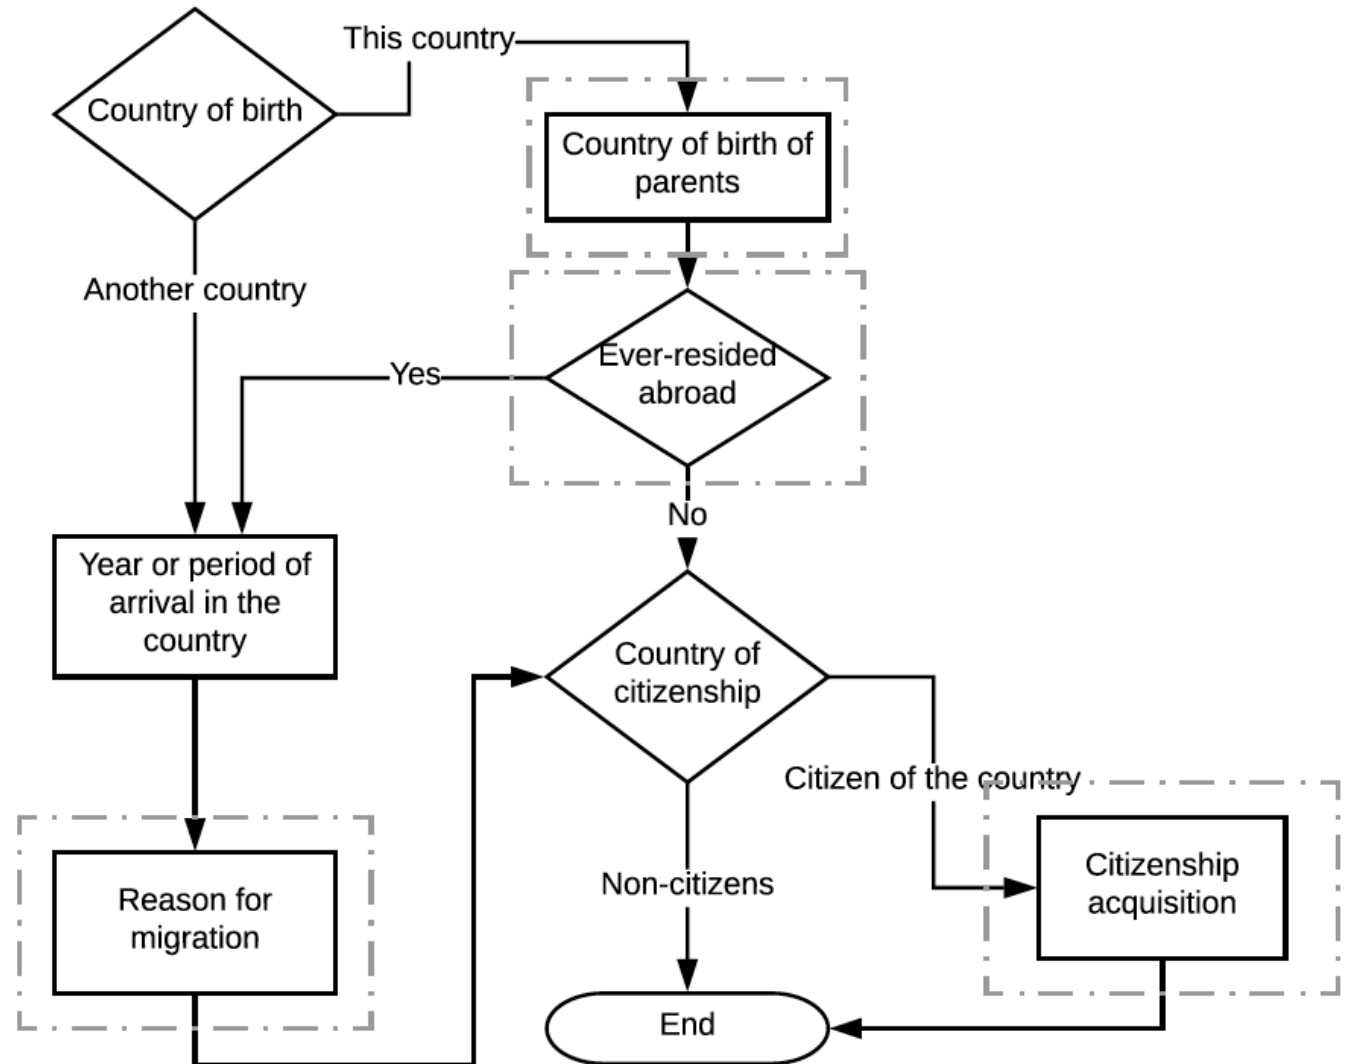 This country
Country of birth
Country of birth of
parents
Another country
Ever-resided
abroad
Yes
No
Year or period of
arrival in the
country
Country of
citizenship
Citizen of the country
Citizenship
acquisition
Non-citizens
Reason for
migration
End